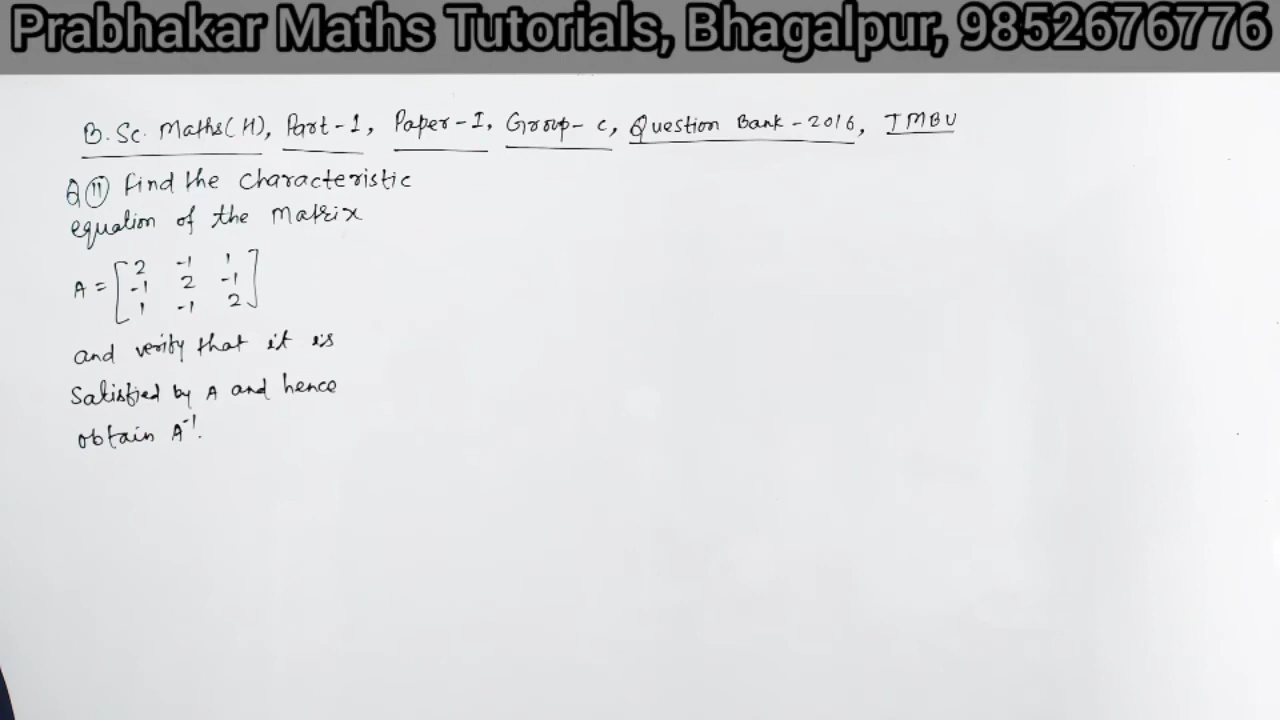 Prabhakar Maths Tutorials, Bhagalpur, 9852676776
B.Sc. Maths(H), Part-1, Paper-I, Group-C, Question Bank-2016, TMBU
Q 11 Find the characteristic
equation of the Matrix
A = [2 -1 1
-1 2 -1
1 -1 2]
and verify that it is
Satisfied by A and hence
obtain A⁻¹.